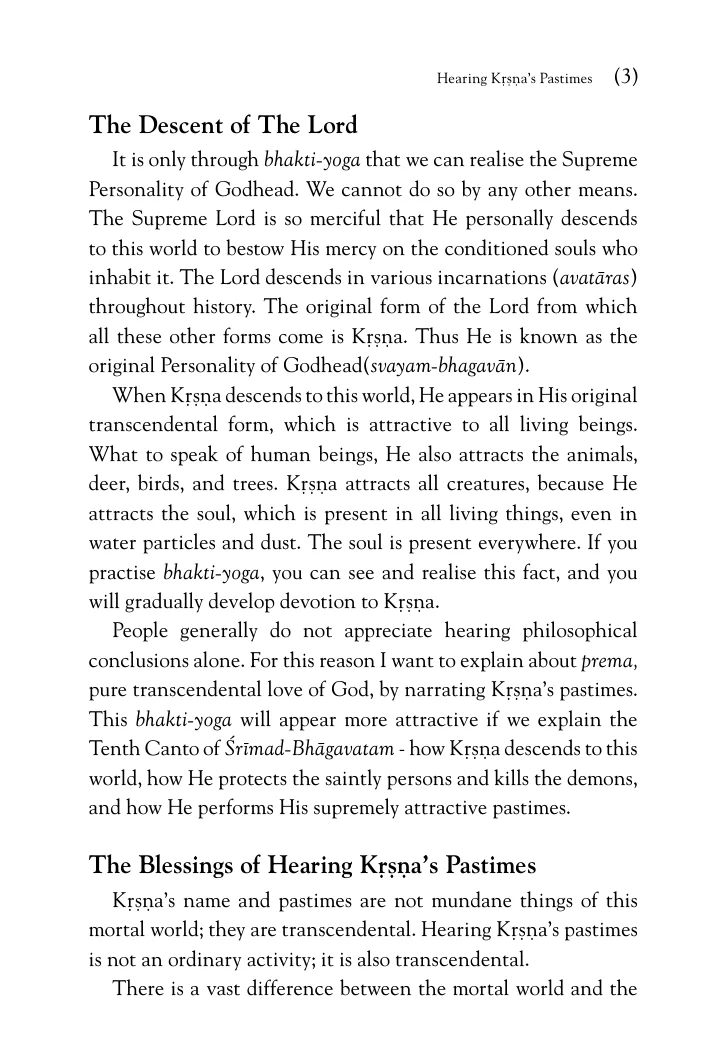 Hearing Kṛṣṇa's Pastimes (3)
The Descent of The Lord
It is only through bhakti-yoga that we can realise the Supreme
Personality of Godhead. We cannot do so by any other means.
The Supreme Lord is so merciful that He personally descends
to this world to bestow His mercy on the conditioned souls who
inhabit it. The Lord descends in various incarnations (avatāras)
throughout history. The original form of the Lord from which
all these other forms come is Kṛṣṇa. Thus He is known as the
original Personality of Godhead(svayam-bhagavān).
When Kṛṣṇa descends to this world, He appears in His original
transcendental form, which is attractive to all living beings.
What to speak of human beings, He also attracts the animals,
deer, birds, and trees. Kṛṣṇa attracts all creatures, because He
attracts the soul, which is present in all living things, even in
water particles and dust. The soul is present everywhere. If you
practise bhakti-yoga, you can see and realise this fact, and you
will gradually develop devotion to Kṛṣṇa.
People generally do not appreciate hearing philosophical
conclusions alone. For this reason I want to explain about prema,
pure transcendental love of God, by narrating Kṛṣṇa's pastimes.
This bhakti-yoga will appear more attractive if we explain the
Tenth Canto of Śrīmad-Bhāgavatam - how Kṛṣṇa descends to this
world, how He protects the saintly persons and kills the demons,
and how He performs His supremely attractive pastimes.
The Blessings of Hearing Kṛṣṇa's Pastimes
Kṛṣṇa's name and pastimes are not mundane things of this
mortal world; they are transcendental. Hearing Kṛṣṇa's pastimes
is not an ordinary activity; it is also transcendental.
There is a vast difference between the mortal world and the